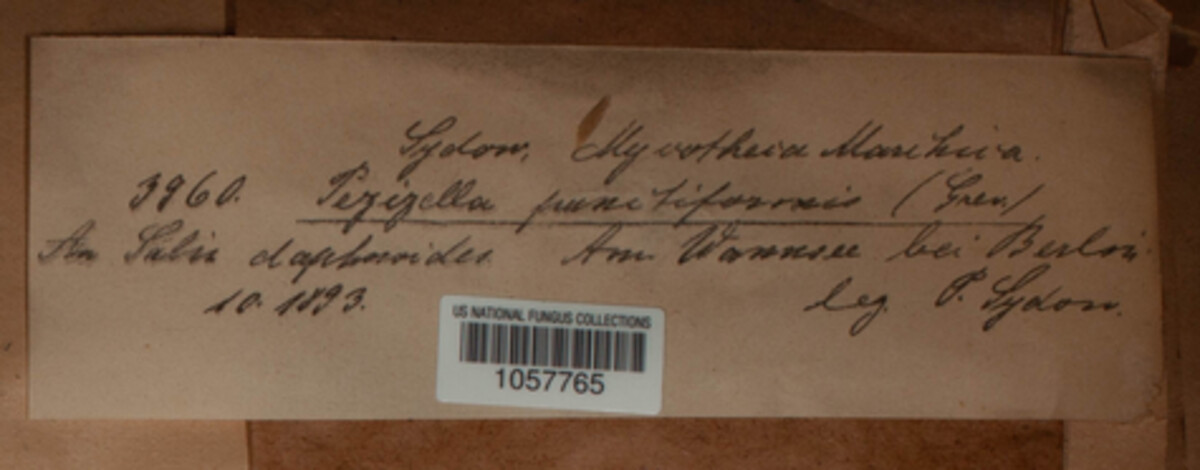 Sydow, Mycotheca Marchica.
3960. Pezizella punctiformis (Grev.)
An Salix daphnoides. Am Wannsee bei Berlin.
10. 1893. leg. P. Sydow.
US NATIONAL FUNGUS COLLECTIONS
1057765